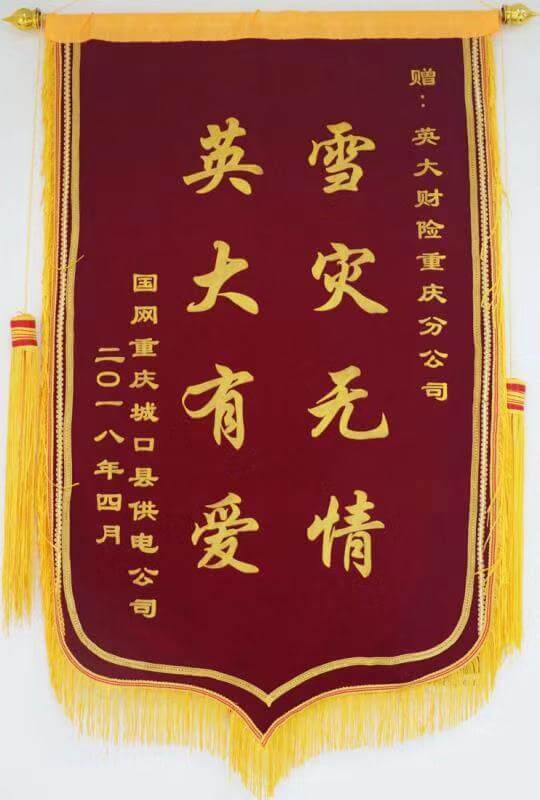 赠：英大财险重庆分公司
雪灾无情
英大有爱
国网重庆城口县供电公司
二〇一八年四月